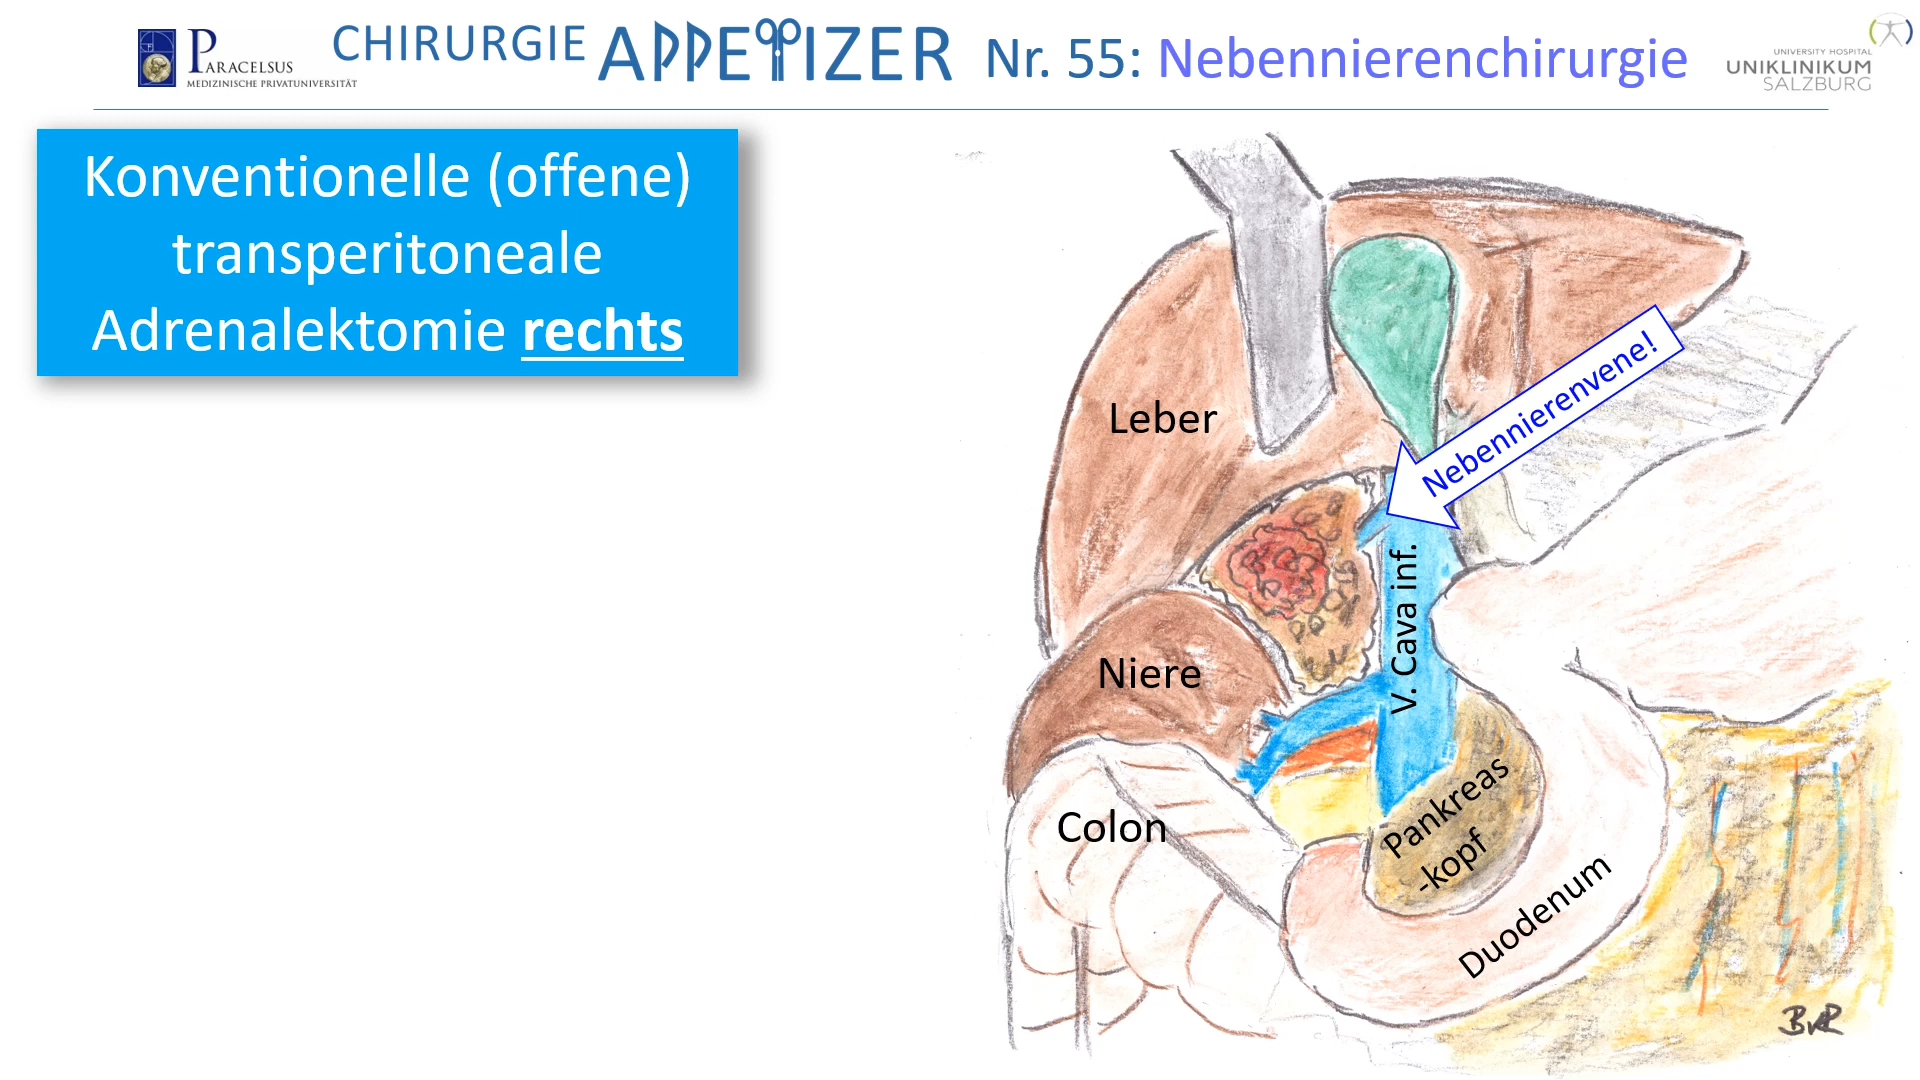 PARACELSUS
MEDIZINISCHE PRIVATUNIVERSITÄT
CHIRURGIE APPETIZER Nr. 55: Nebennierenchirurgie
UNIVERSITY HOSPITAL
UNIKLINIKUM
SALZBURG
Konventionelle (offene)
transperitoneale
Adrenalektomie rechts
Leber
Nebennierenvene!
V. Cava inf.
Niere
Colon
Pankreas
-kopf
Duodenum
BvR